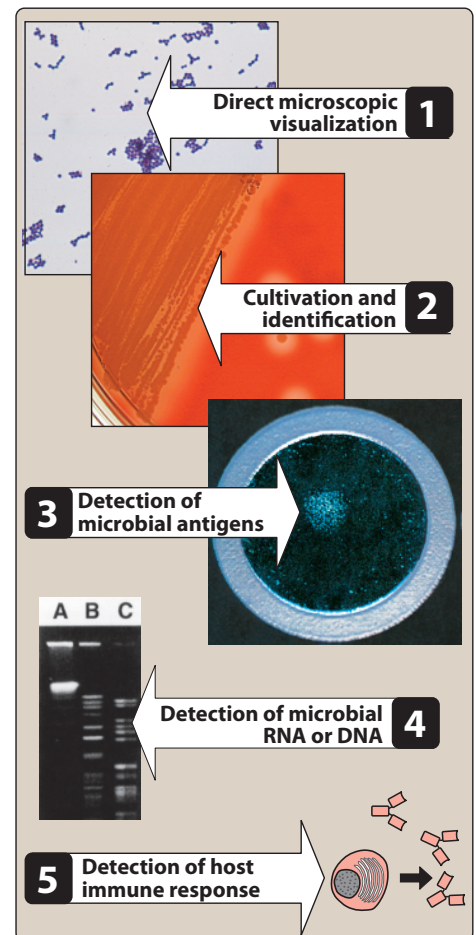 Direct microscopic
visualization
1
Cultivation and
identification
2
3
Detection of
microbial antigens
A B C
Detection of microbial
RNA or DNA
4
5
Detection of host
immune response